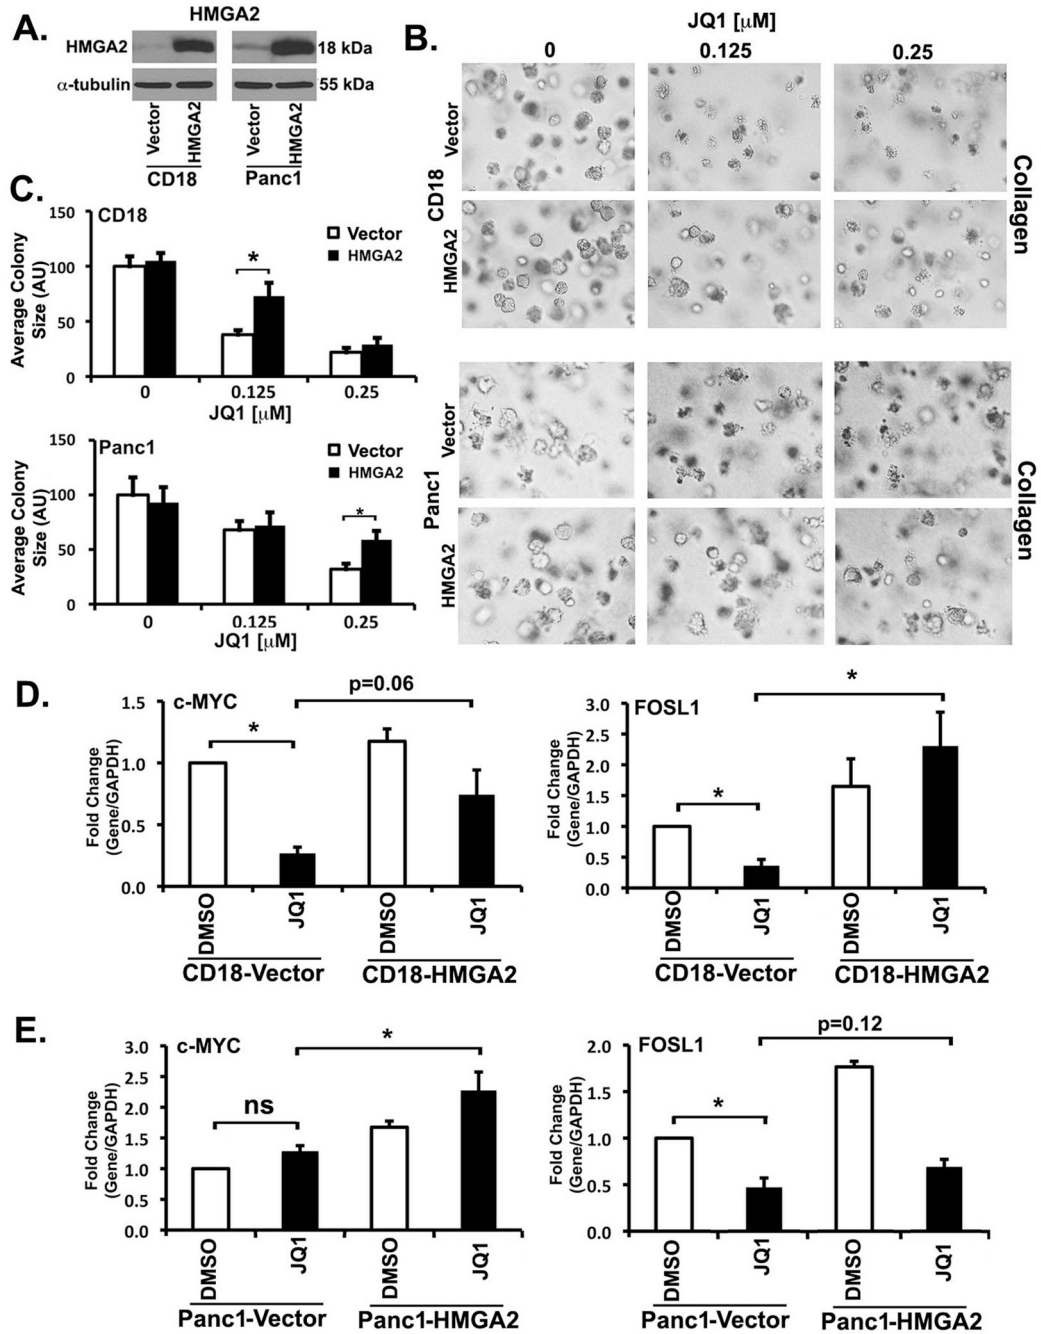 A.
HMGA2
HMGA2
18 kDa
α-tubulin
55 kDa
Vector
HMGA2
Vector
HMGA2
CD18
Panc1
B.
JQ1 [µM]
0
0.125
0.25
Vector
HMGA2
CD18
Collagen
Vector
HMGA2
Panc1
Collagen
C.
CD18
Vector
HMGA2
*
150
100
50
0
Average Colony
Size (AU)
0
0.125
0.25
JQ1 [µM]
Panc1
Vector
HMGA2
*
150
100
50
0
Average Colony
Size (AU)
0
0.125
0.25
JQ1 [µM]
D.
c-MYC
p=0.06
*
1.5
1.0
0.5
0.0
Fold Change
(Gene/GAPDH)
DMSO
JQ1
DMSO
JQ1
CD18-Vector
CD18-HMGA2
FOSL1
*
*
3.0
2.5
2.0
1.5
1.0
0.5
0.0
Fold Change
(Gene/GAPDH)
DMSO
JQ1
DMSO
JQ1
CD18-Vector
CD18-HMGA2
E.
c-MYC
*
ns
3.0
2.5
2.0
1.5
1.0
0.5
0.0
Fold Change
(Gene/GAPDH)
DMSO
JQ1
DMSO
JQ1
Panc1-Vector
Panc1-HMGA2
FOSL1
p=0.12
*
2.0
1.5
1.0
0.5
0.0
Fold Change
(Gene/GAPDH)
DMSO
JQ1
DMSO
JQ1
Panc1-Vector
Panc1-HMGA2